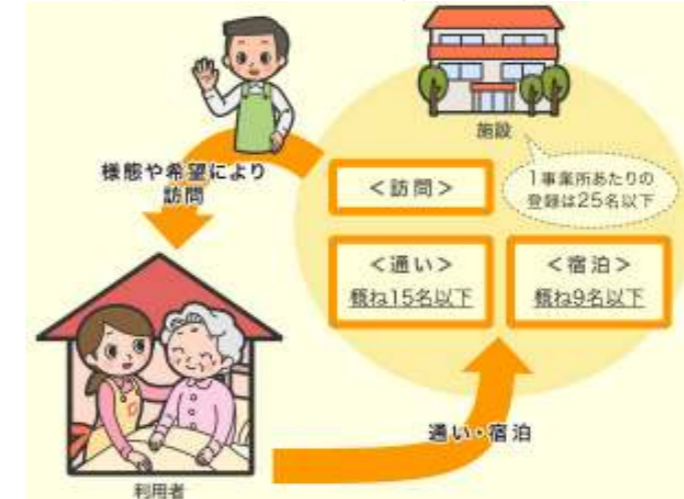 施設
1事業所あたりの
登録は25名以下
様態や希望により
訪問
＜訪問＞
＜通い＞
概ね15名以下
＜宿泊＞
概ね9名以下
通い・宿泊
利用者